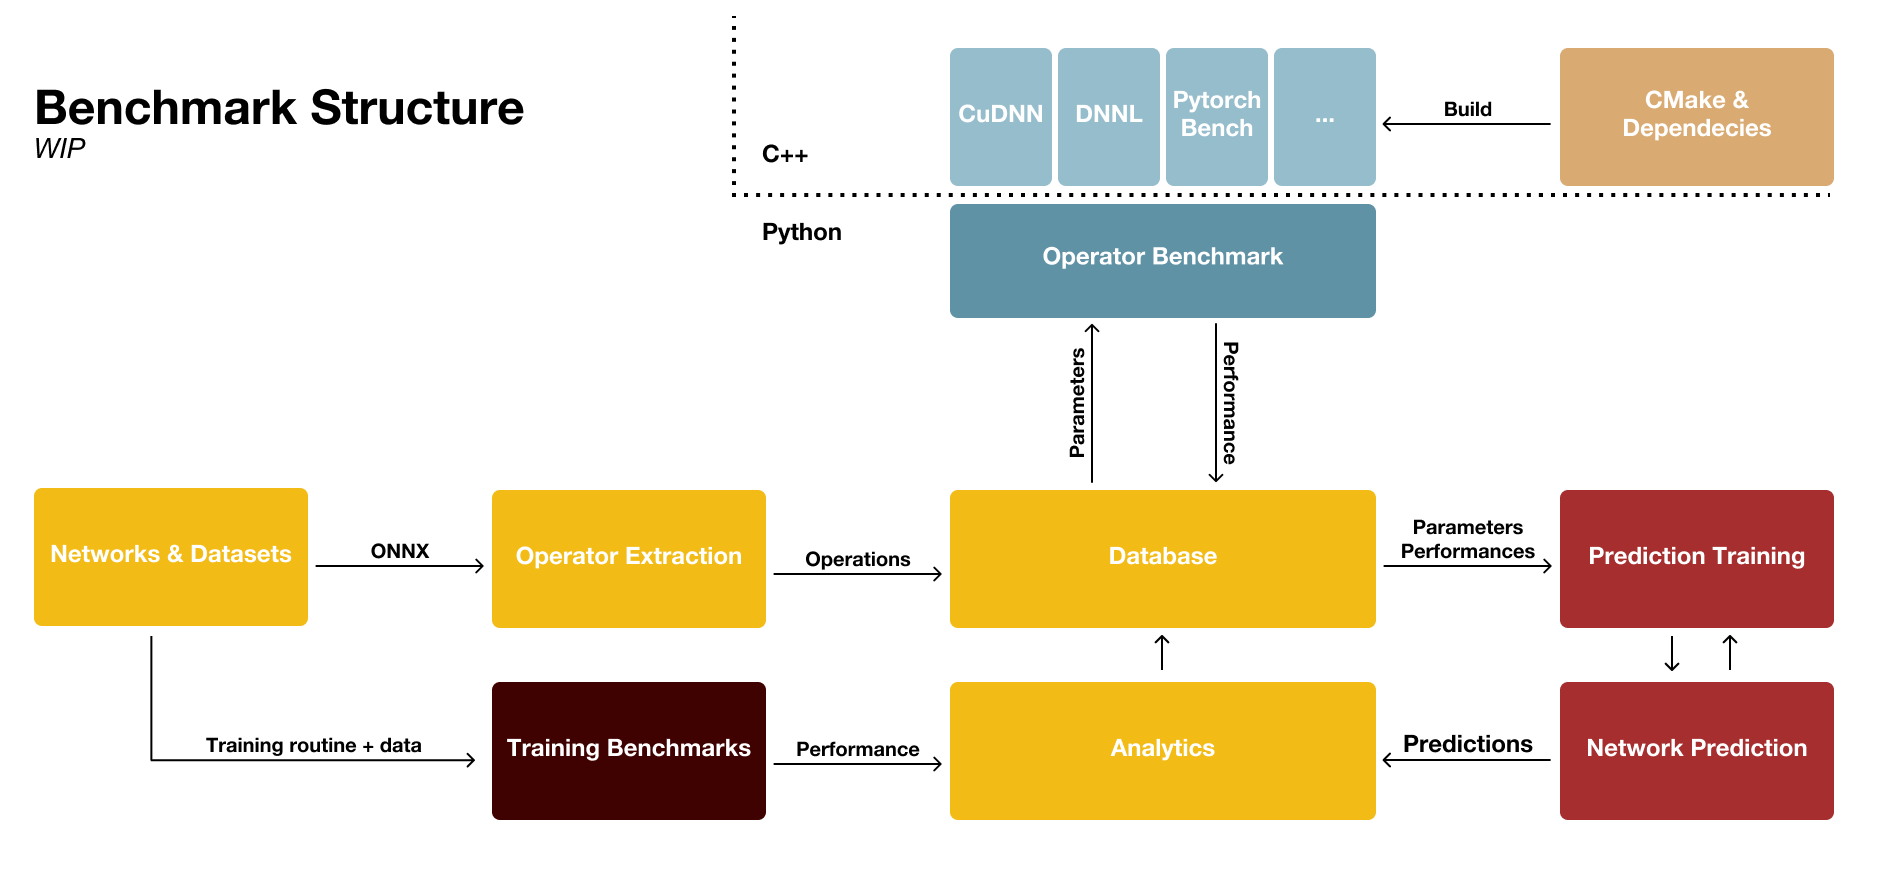 Benchmark Structure
WIP
C++
CuDNN
DNNL
Pytorch
Bench
...
Build
CMake &
Dependecies
Python
Operator Benchmark
Parameters
Performance
Networks & Datasets
ONNX
Operator Extraction
Operations
Database
Parameters
Performances
Prediction Training
Training routine + data
Training Benchmarks
Performance
Analytics
Predictions
Network Prediction